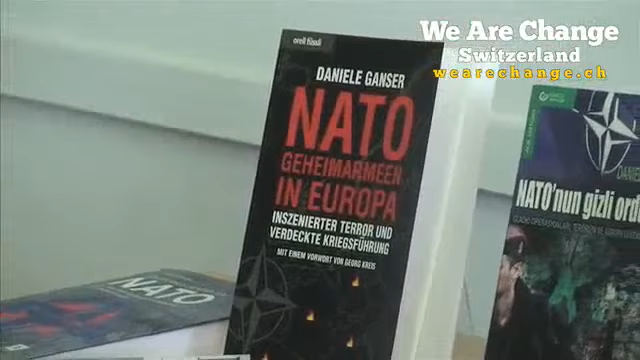 We Are Change
Switzerland
wearechange.ch
orell füssli
DANIELE GANSER
NATO
GEHEIMARMEEN
IN EUROPA
INSZENIERTER TERROR UND
VERDECKTE KRIEGSFÜHRUNG
MIT EINEM VORWORT VON GEORG KREIS
DANIEL
NATO'nun gizli ord
NATO